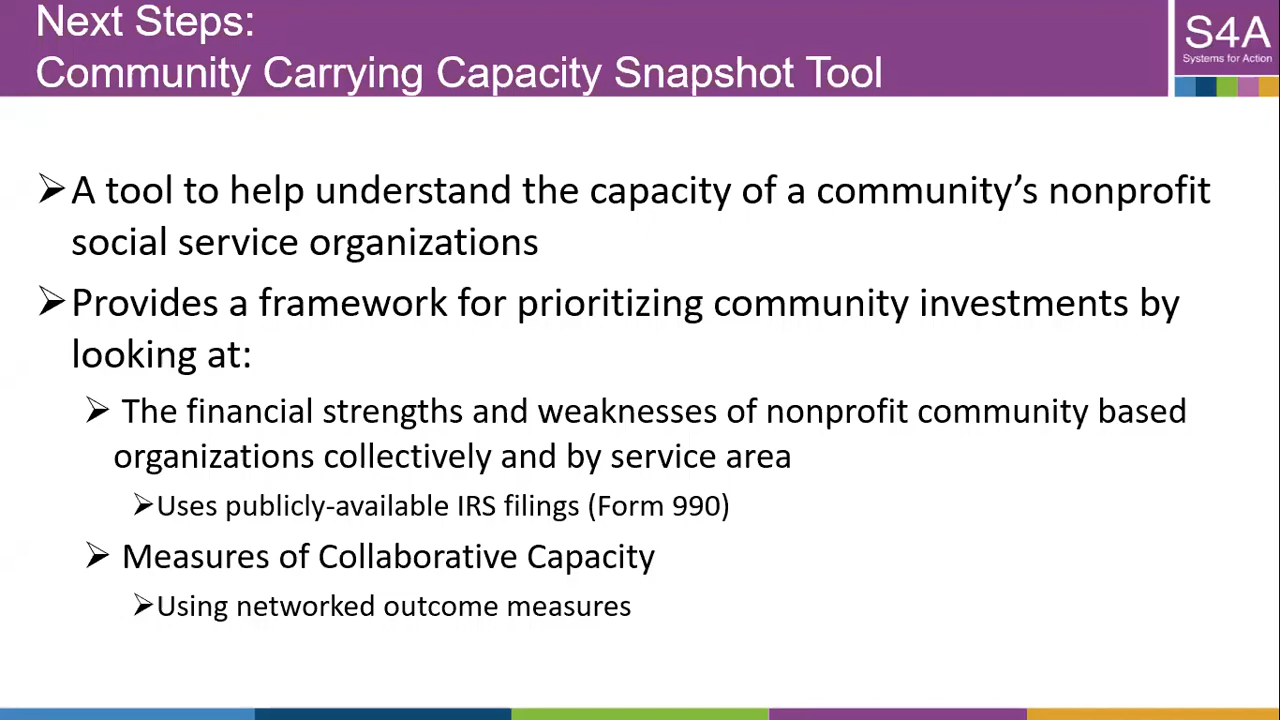 Next Steps:
Community Carrying Capacity Snapshot Tool
S4A
Systems for Action
➢A tool to help understand the capacity of a community’s nonprofit
social service organizations
➢Provides a framework for prioritizing community investments by
looking at:
➢ The financial strengths and weaknesses of nonprofit community based
organizations collectively and by service area
➢Uses publicly-available IRS filings (Form 990)
➢ Measures of Collaborative Capacity
➢Using networked outcome measures